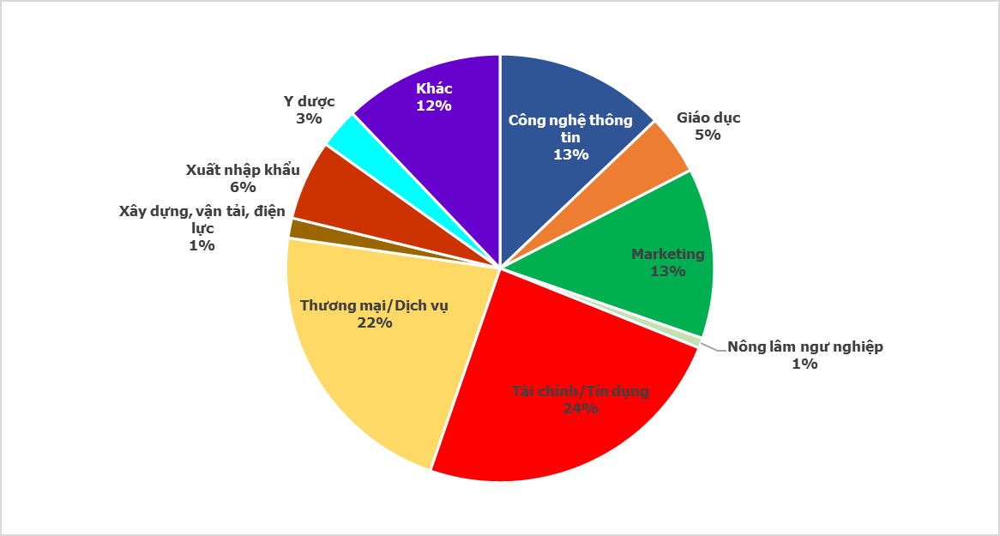 Khác
12%
Công nghệ thông
tin
13%
Giáo dục
5%
Marketing
13%
Nông lâm ngư nghiệp
1%
Tài chính/Tín dụng
24%
Thương mại/Dịch vụ
22%
Xây dựng, vận tải, điện
lực
1%
Xuất nhập khẩu
6%
Y dược
3%